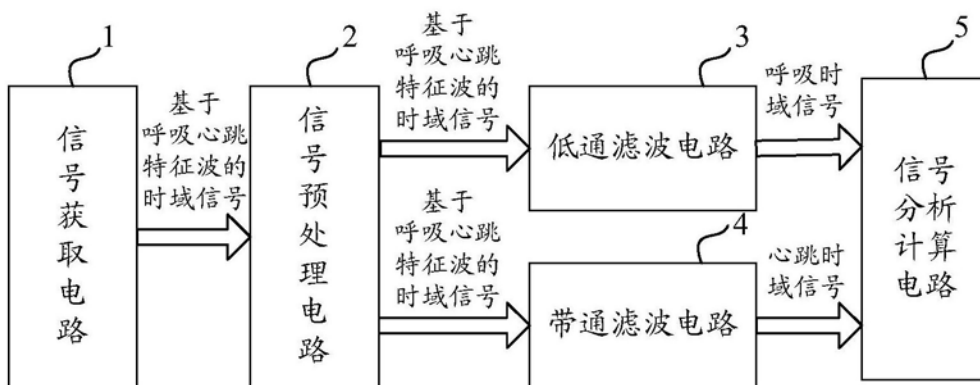 1
信号获取电路
基于
呼吸心跳
特征波的
时域信号
2
信号预处理电路
基于
呼吸心跳
特征波的
时域信号
基于
呼吸心跳
特征波的
时域信号
3
低通滤波电路
4
带通滤波电路
呼吸时
域信号
心跳时
域信号
5
信号
分析
计算
电路